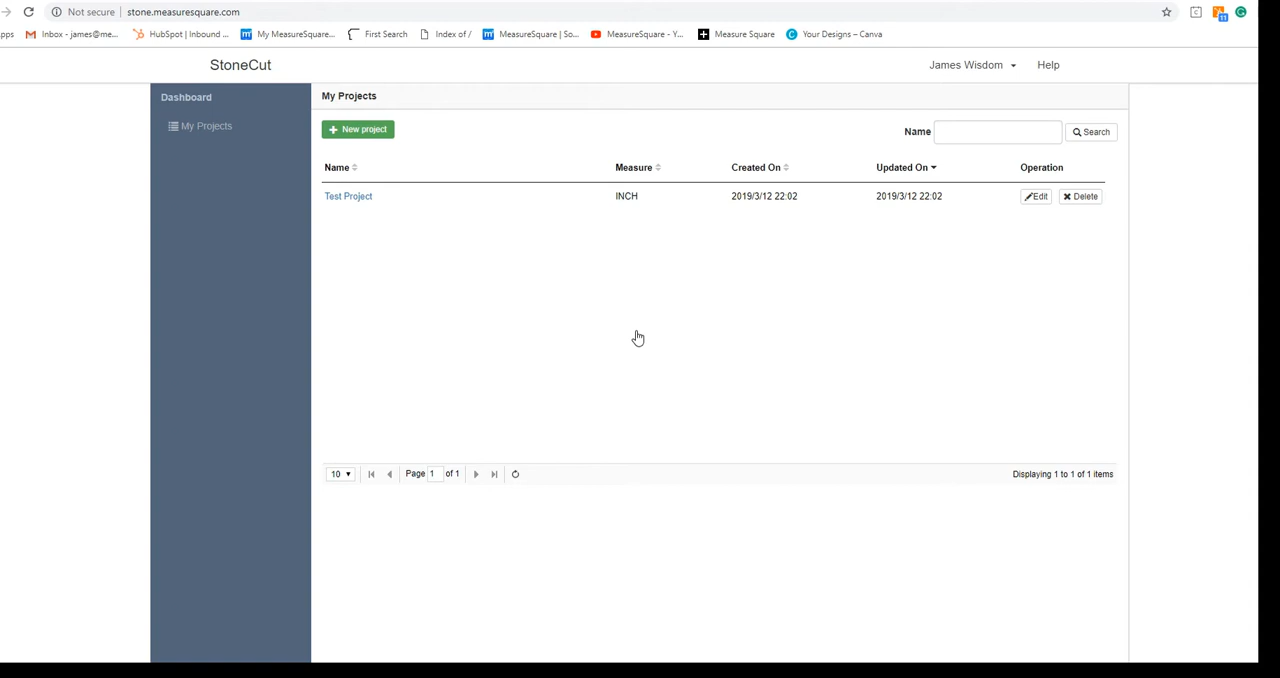 Not secure stone.measuresquare.com
pps Inbox - james@me... HubSpot | Inbound ... My MeasureSquare... First Search Index of / MeasureSquare | So... MeasureSquare - Y... Measure Square Your Designes – Canva
StoneCut James Wisdom Help
Dashboard My Projects
My Projects
New project Name Search
Name Measure Created On Updated On Operation
Test Project INCH 2019/3/12 22:02 2019/3/12 22:02 Edit Delete
10 Page 1 of 1 Displaying 1 to 1 of 1 items